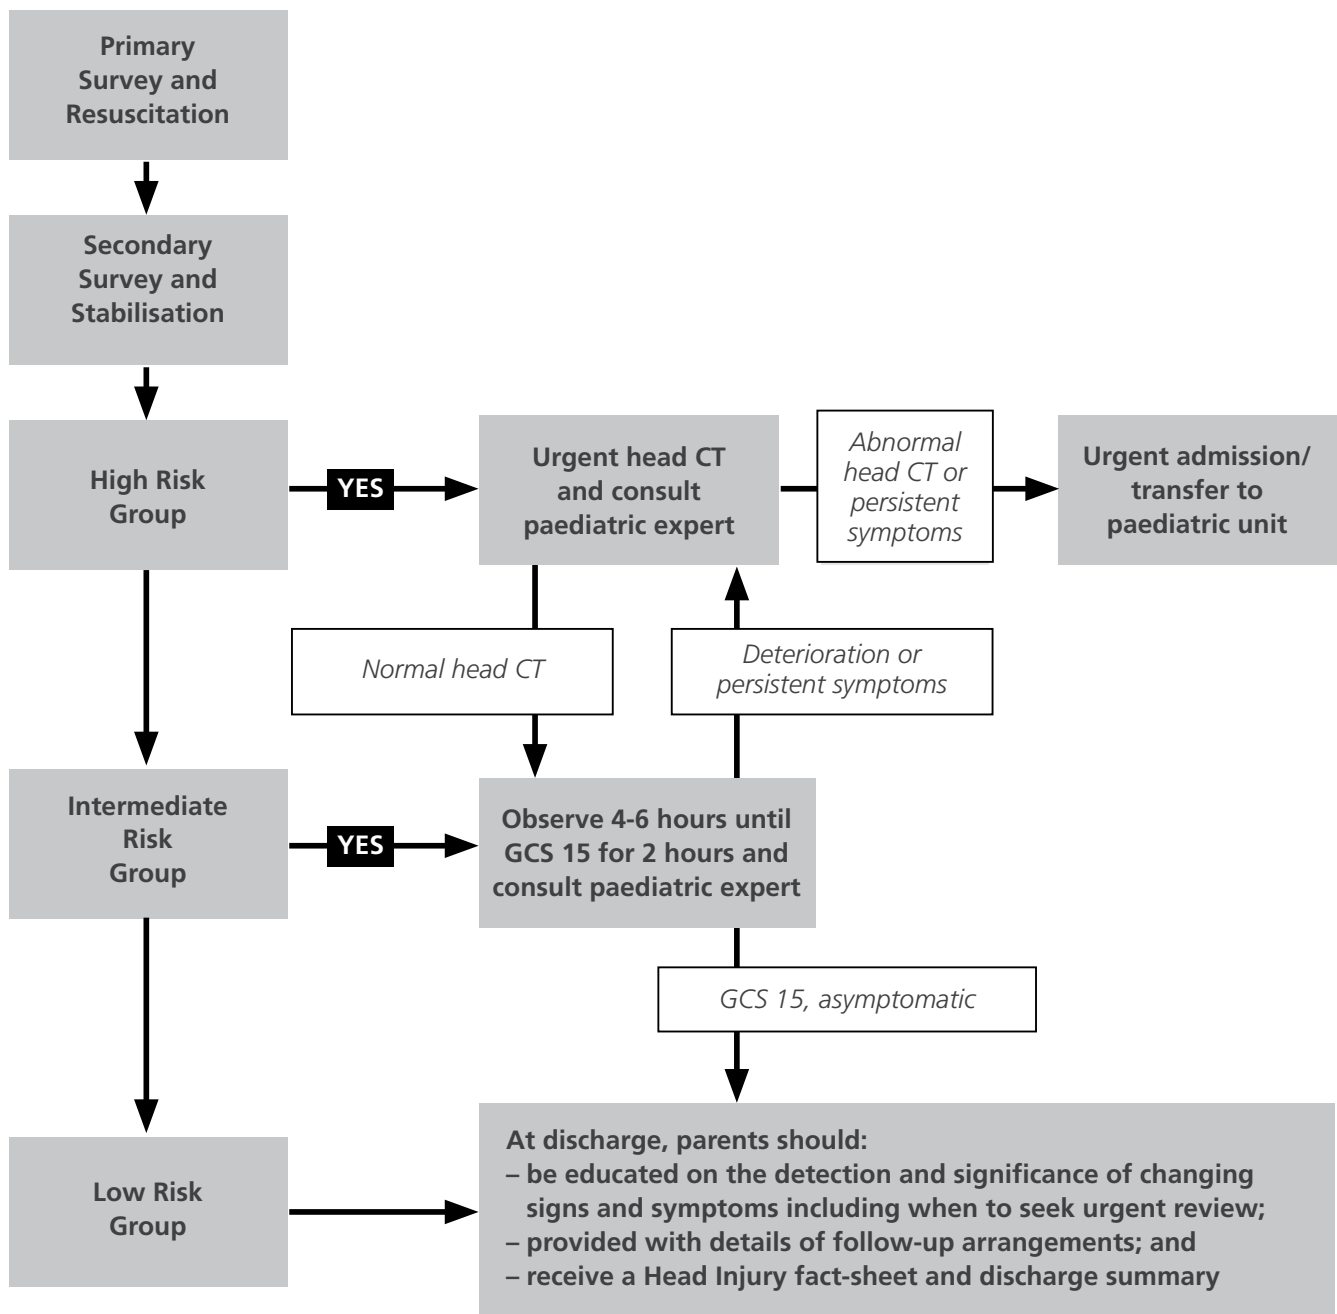 Primary
Survey and
Resuscitation
Secondary
Survey and
Stabilisation
High Risk
Group
YES
Urgent head CT
and consult
paediatric expert
Abnormal
head CT or
persistent
symptoms
Urgent admission/
transfer to
paediatric unit
Normal head CT
Deterioration or
persistent symptoms
Intermediate
Risk
Group
YES
Observe 4-6 hours until
GCS 15 for 2 hours and
consult paediatric expert
GCS 15, asymptomatic
Low Risk
Group
At discharge, parents should:
– be educated on the detection and significance of changing
signs and symptoms including when to seek urgent review;
– provided with details of follow-up arrangements; and
– receive a Head Injury fact-sheet and discharge summary